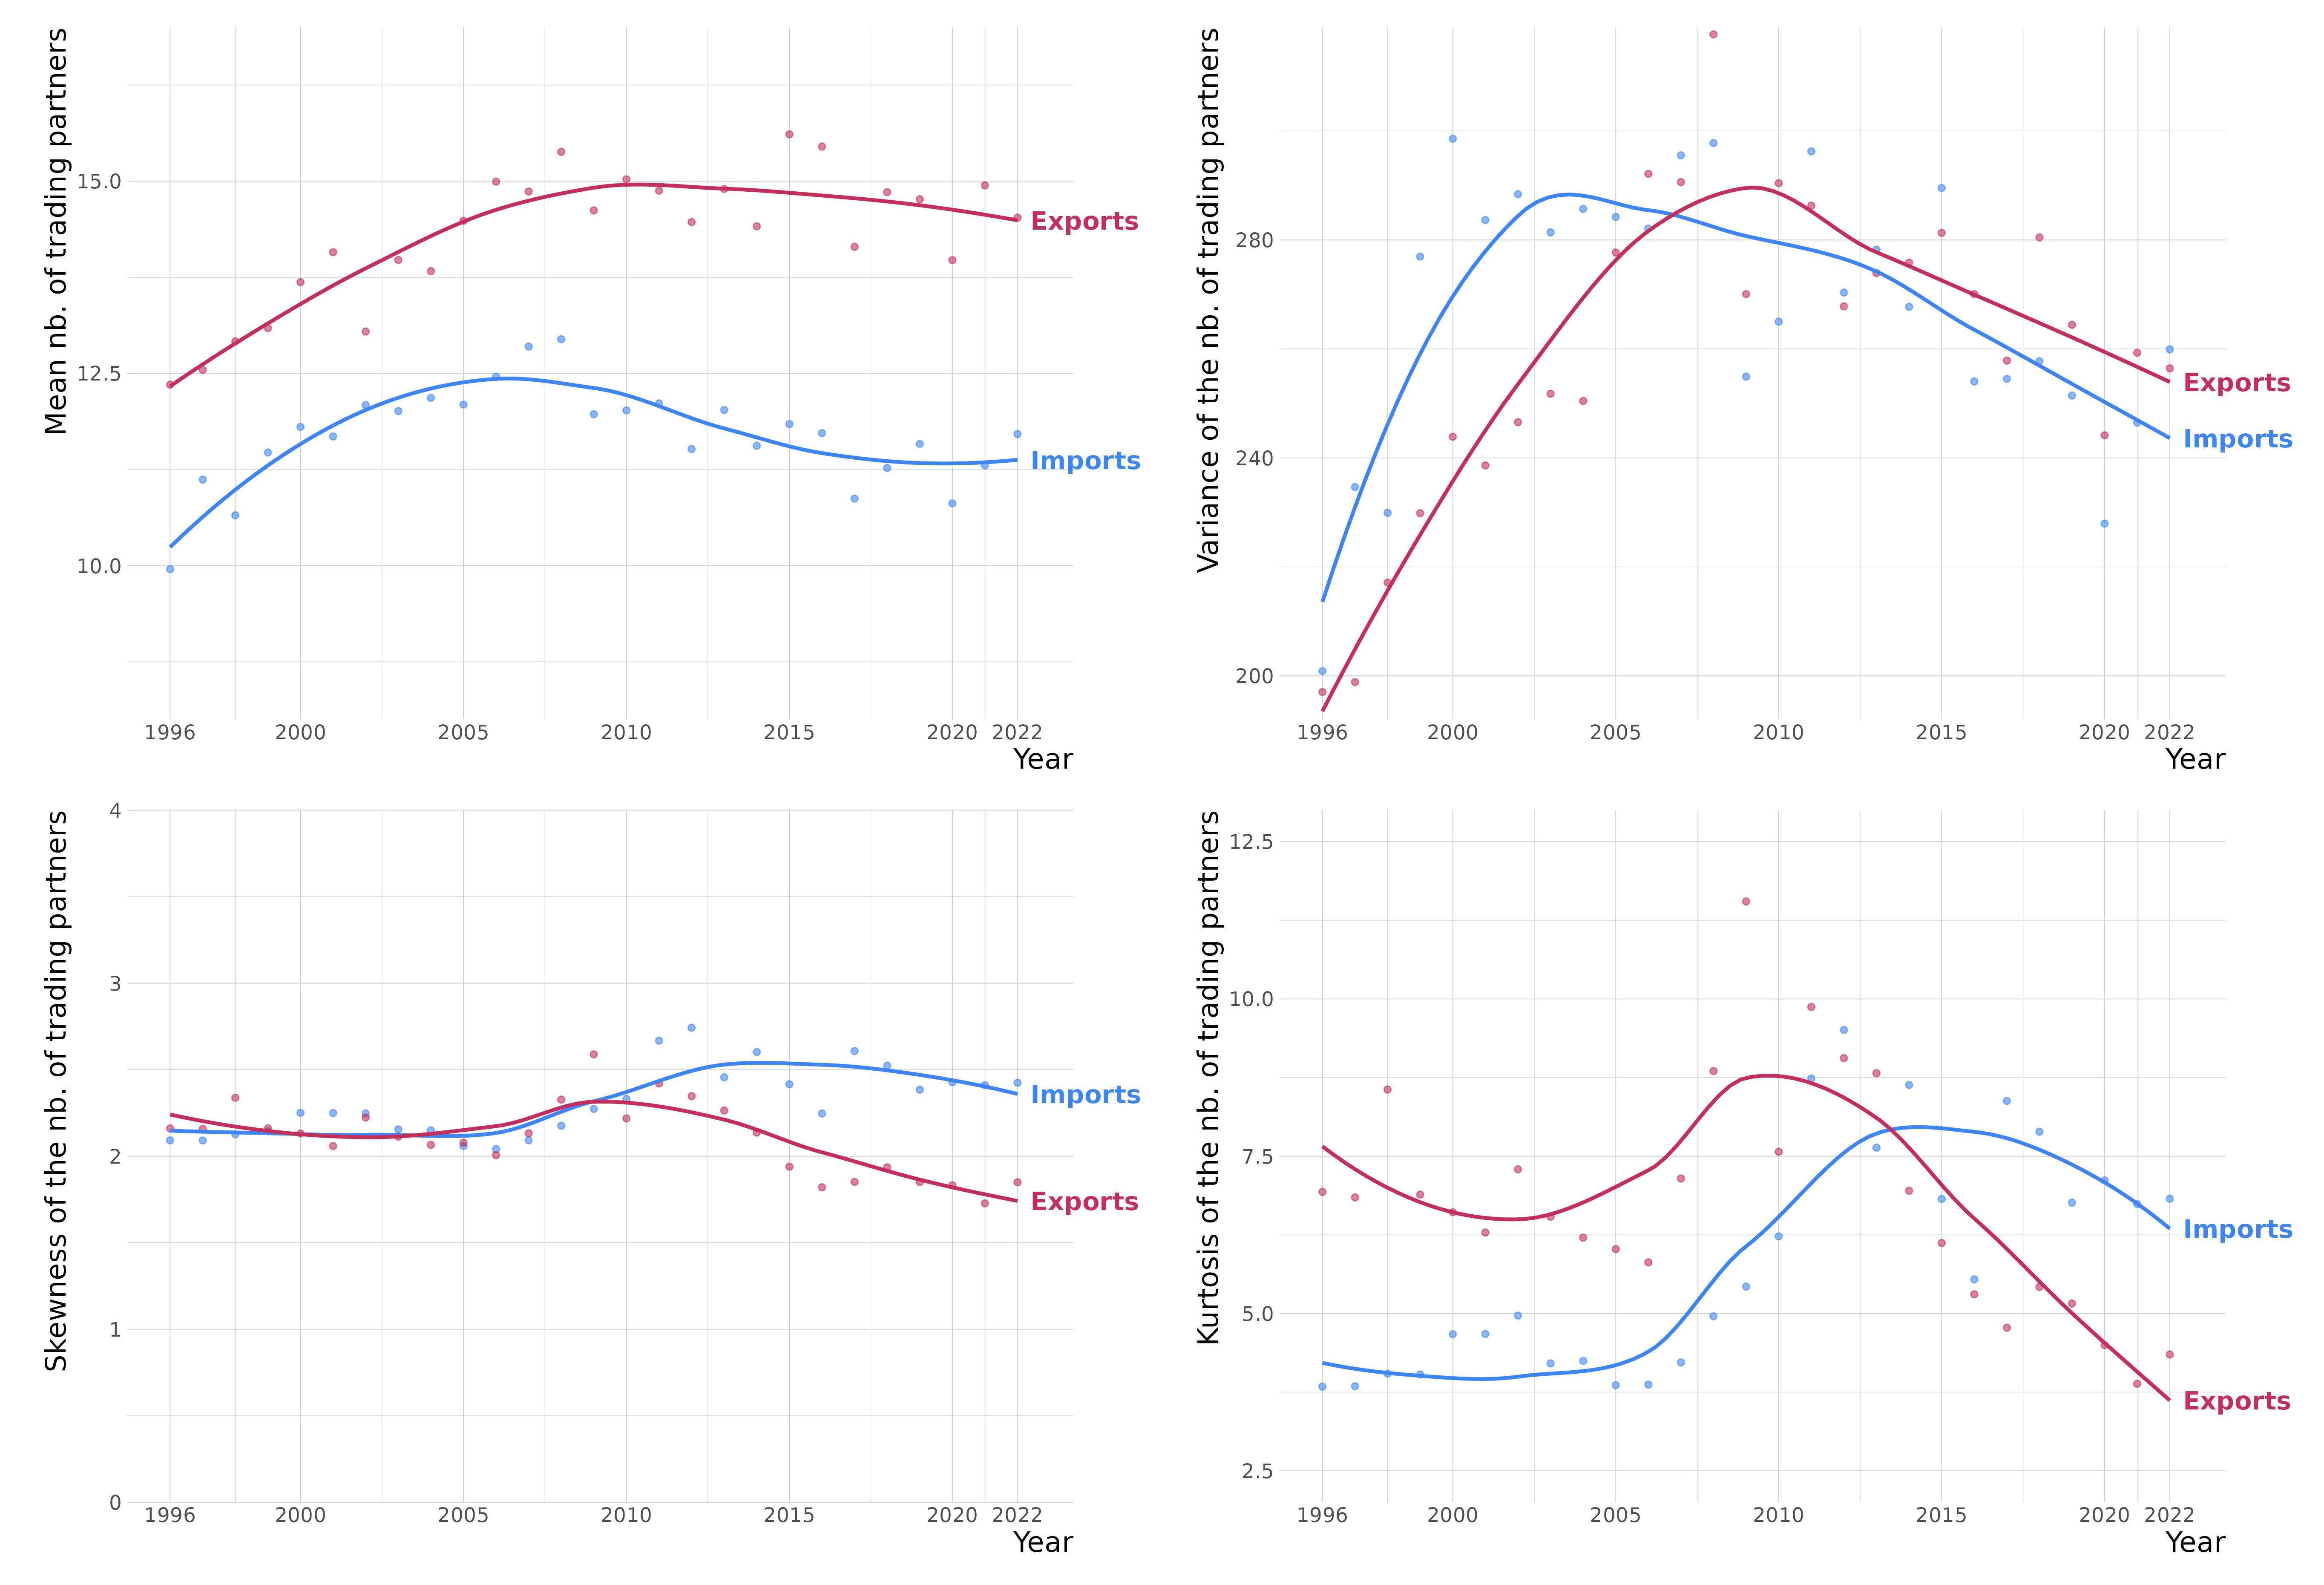 Mean nb. of trading partners
15.0
12.5
10.0
Exports
Imports
1996 2000 2005 2010 2015 2020 2022
Year
Variance of the nb. of trading partners
280
240
200
Exports
Imports
1996 2000 2005 2010 2015 2020 2022
Year
Skewness of the nb. of trading partners
4
3
2
1
0
Imports
Exports
1996 2000 2005 2010 2015 2020 2022
Year
Kurtosis of the nb. of trading partners
12.5
10.0
7.5
5.0
2.5
Imports
Exports
1996 2000 2005 2010 2015 2020 2022
Year